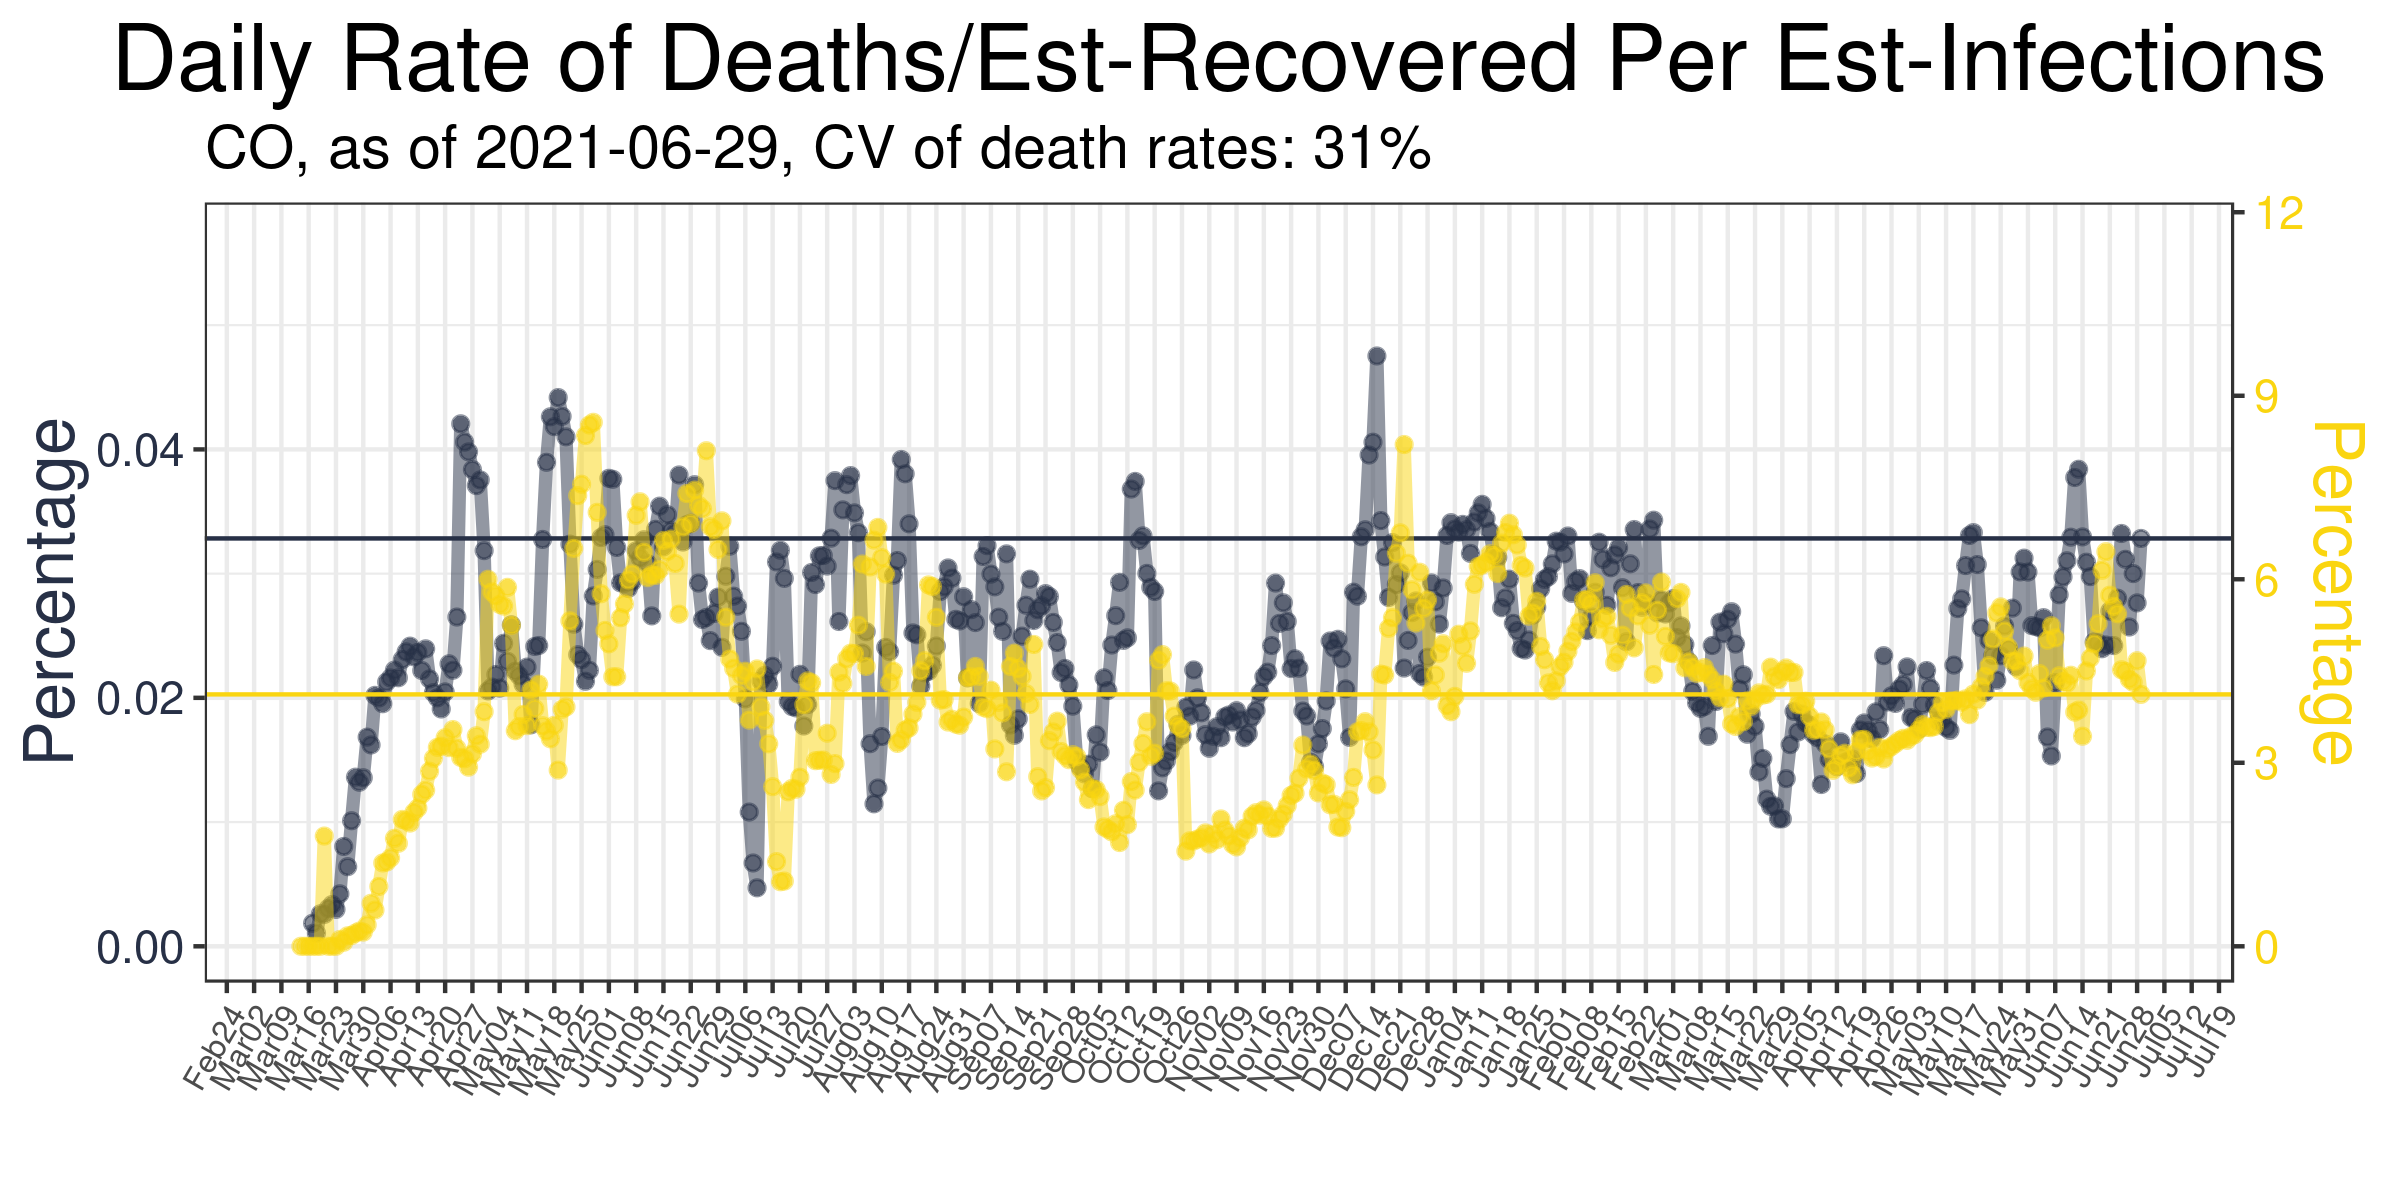 Daily Rate of Deaths/Est-Recovered Per Est-Infections
CO, as of 2021-06-29, CV of death rates: 31%
Percentage
0.04
0.02
0.00
12
9
6
3
0
Percentage
Feb24
Mar02
Mar09
Mar16
Mar23
Mar30
Apr06
Apr13
Apr20
Apr27
May04
May11
May18
May25
Jun01
Jun08
Jun15
Jun22
Jun29
Jul06
Jul13
Jul20
Jul27
Aug03
Aug10
Aug17
Aug24
Aug31
Sep07
Sep14
Sep21
Sep28
Oct05
Oct12
Oct19
Oct26
Nov02
Nov09
Nov16
Nov23
Nov30
Dec07
Dec14
Dec21
Dec28
Jan04
Jan11
Jan18
Jan25
Feb01
Feb08
Feb15
Feb22
Mar01
Mar08
Mar15
Mar22
Mar29
Apr05
Apr12
Apr19
Apr26
May03
May10
May17
May24
May31
Jun07
Jun14
Jun21
Jun28
Jul05
Jul12
Jul19